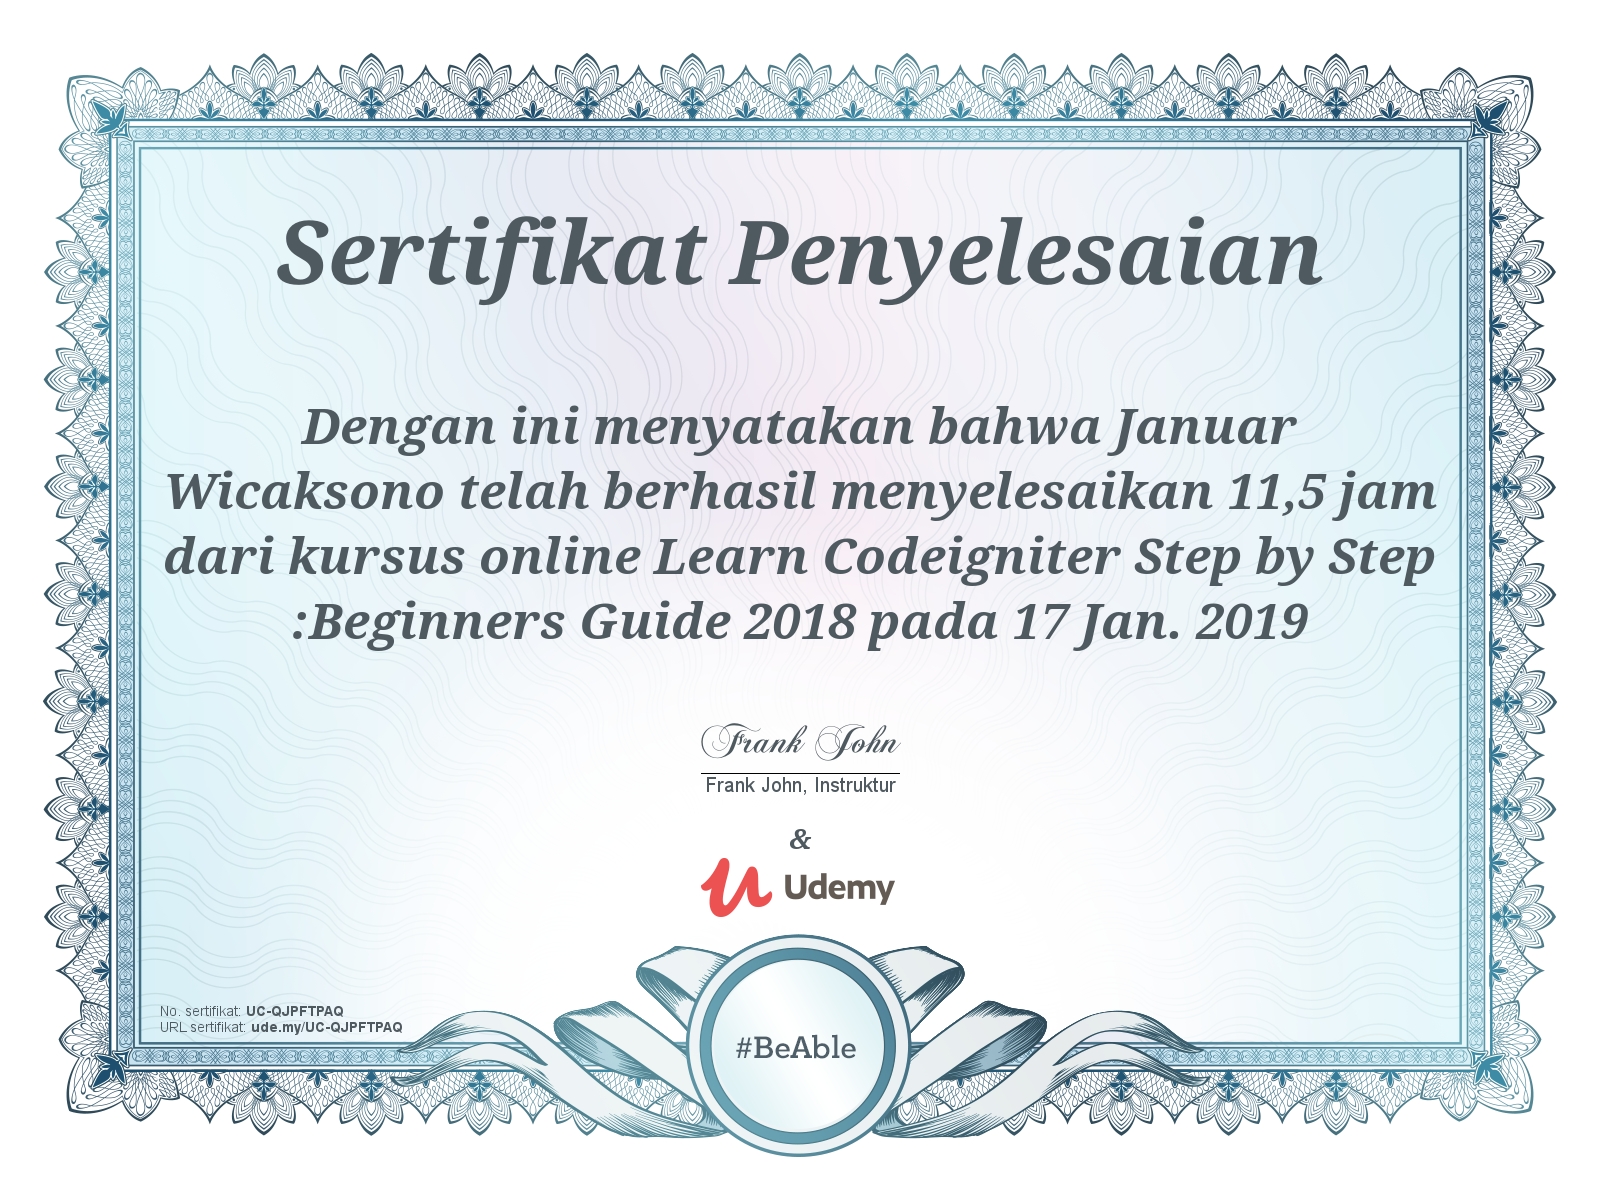 Sertifikat Penyelesaian
Dengan ini menyatakan bahwa Januar
Wicaksono telah berhasil menyelesaikan 11,5 jam
dari kursus online Learn Codeigniter Step by Step
:Beginners Guide 2018 pada 17 Jan. 2019
Frank John
Frank John, Instruktur
&
Udemy
No. sertifikat: UC-QJPFTPAQ
URL sertifikat: ude.my/UC-QJPFTPAQ
#BeAble